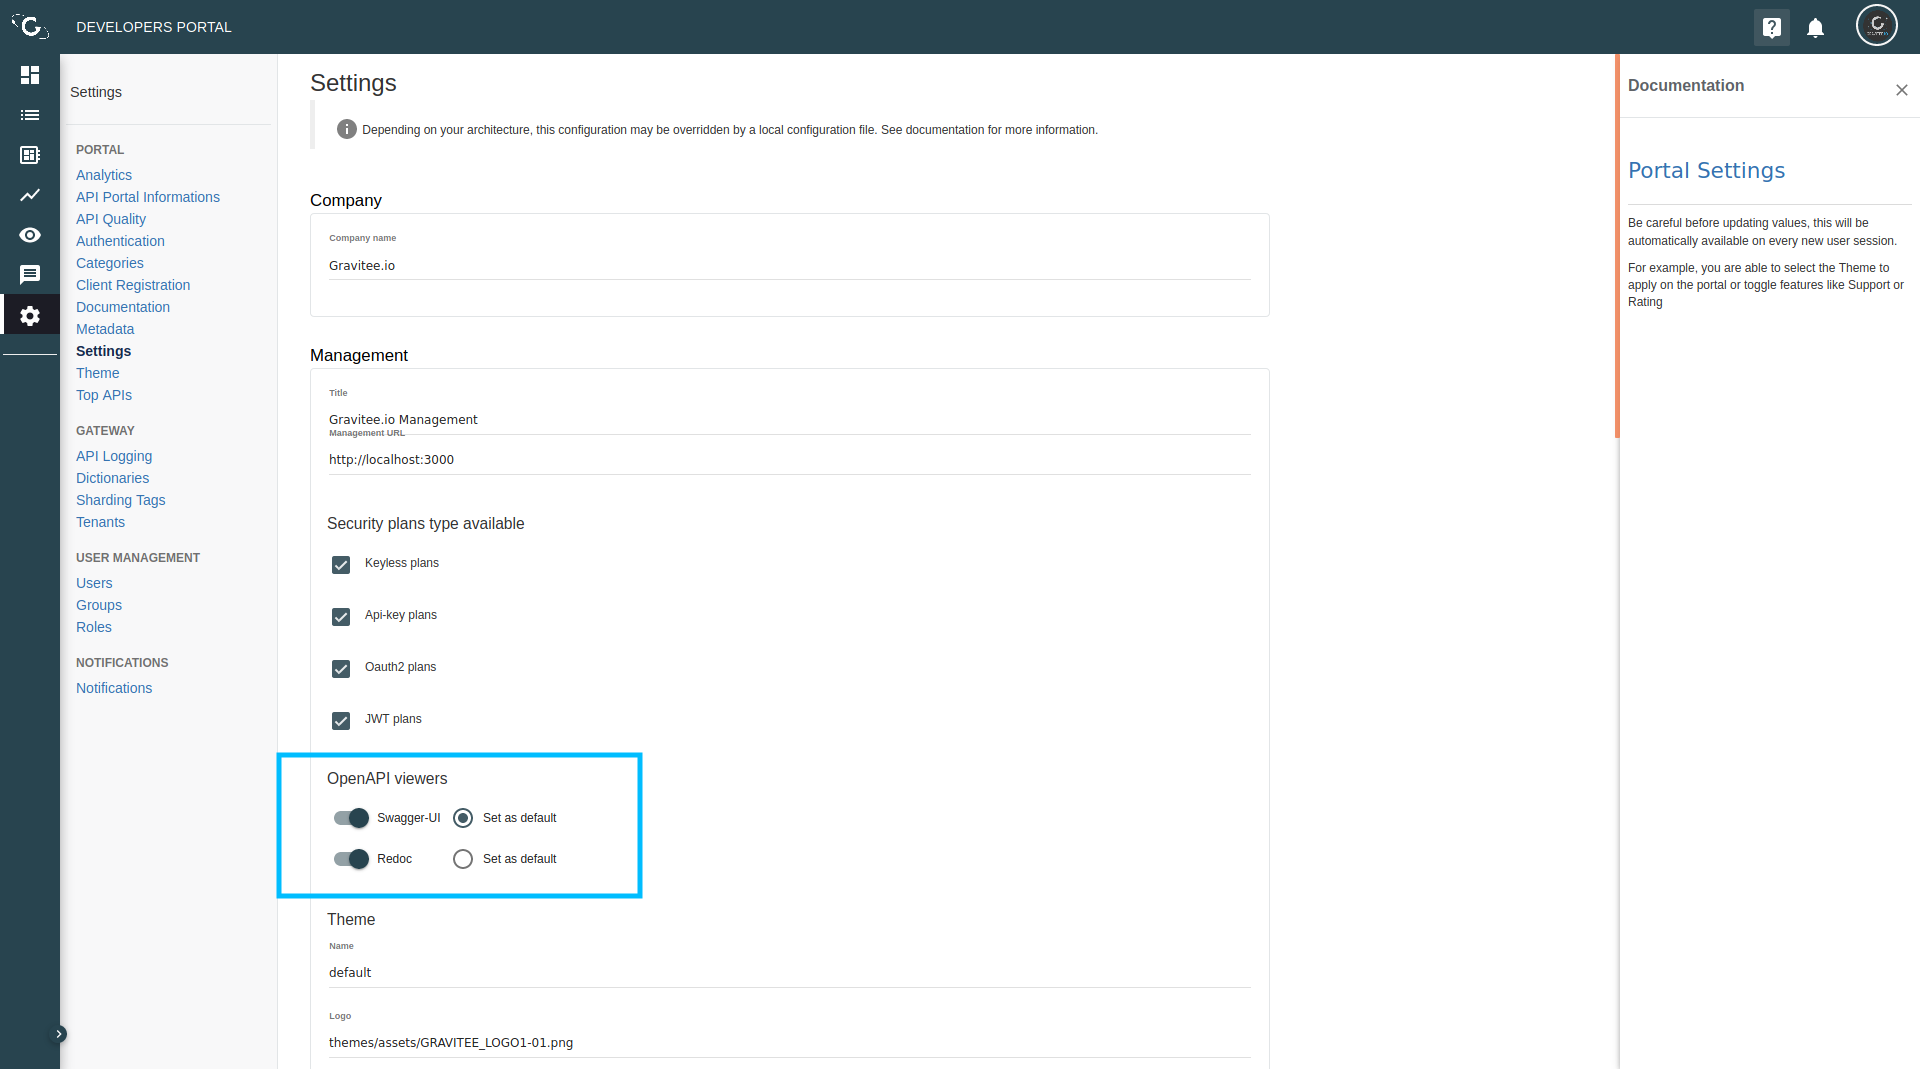 DEVELOPERS PORTAL
Settings
PORTAL
Analytics
API Portal Informations
API Quality
Authentication
Categories
Client Registration
Documentation
Metadata
Settings
Theme
Top APIs
GATEWAY
API Logging
Dictionaries
Sharding Tags
Tenants
USER MANAGEMENT
Users
Groups
Roles
NOTIFICATIONS
Notifications
Settings
Depending on your architecture, this configuration may be overridden by a local configuration file. See documentation for more information.
Company
Company name
Gravitee.io
Management
Title
Gravitee.io Management
Management URL
http://localhost:3000
Security plans type available
Keyless plans
Api-key plans
Oauth2 plans
JWT plans
OpenAPI viewers
Swagger-UI Set as default
Redoc Set as default
Theme
Name
default
Logo
themes/assets/GRAVITEE_LOGO1-01.png
Documentation
Portal Settings
Be careful before updating values, this will be
automatically available on every new user session.
For example, you are able to select the Theme to
apply on the portal or toggle features like Support or
Rating